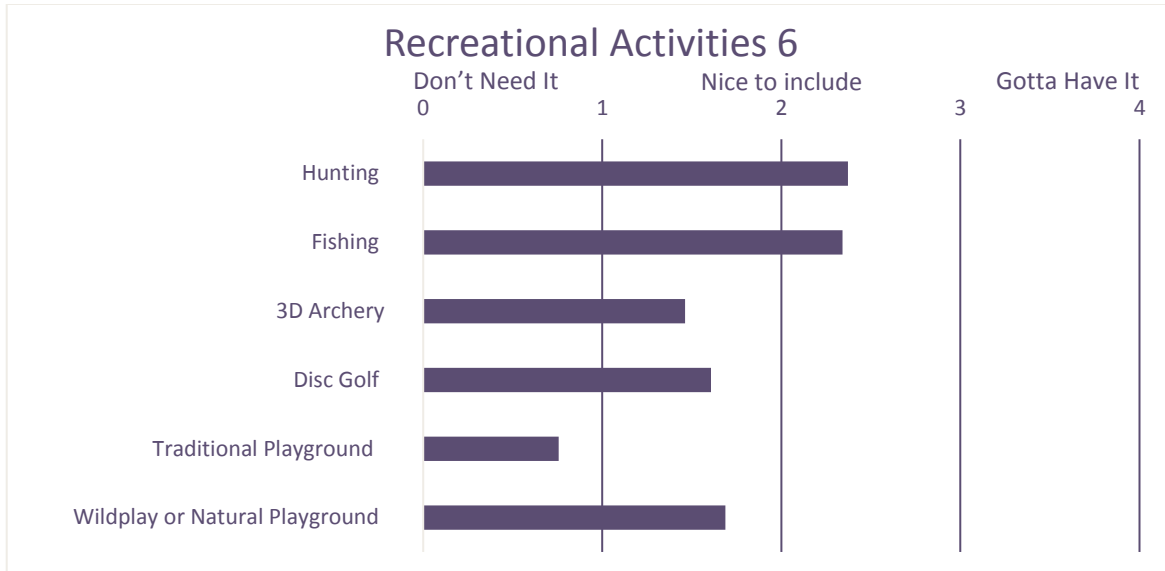 Recreational Activities 6
Don’t Need It Nice to include Gotta Have It
0 1 2 3 4
Hunting
Fishing
3D Archery
Disc Golf
Traditional Playground
Wildplay or Natural Playground